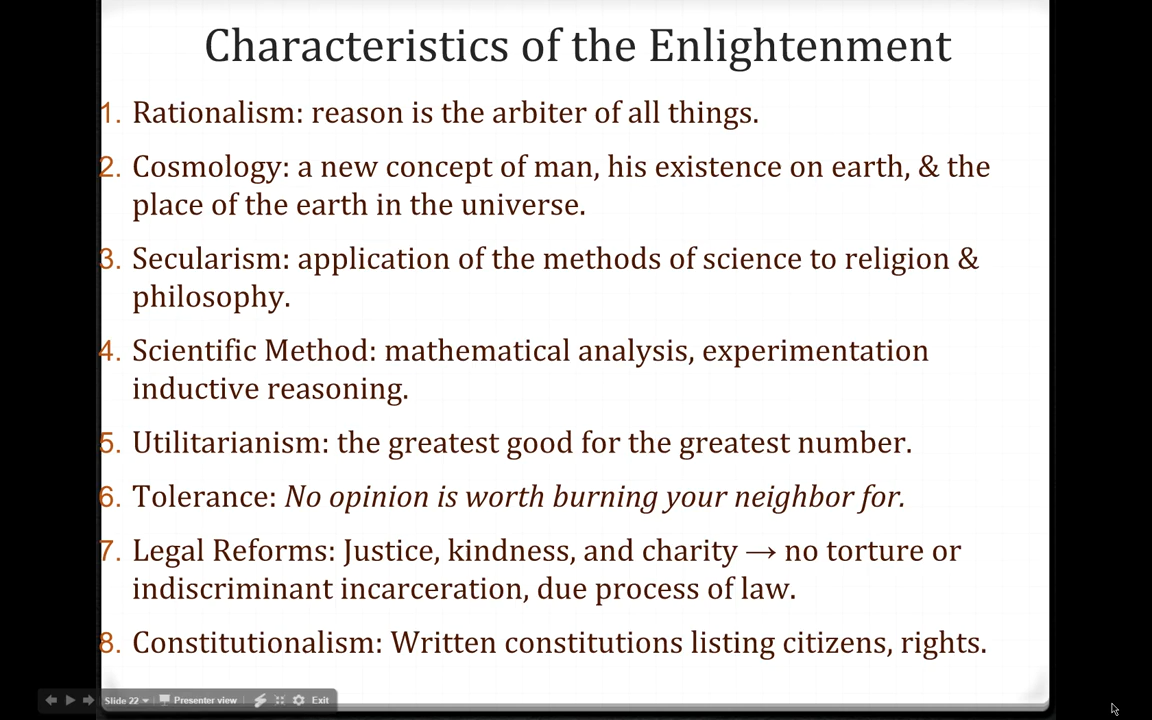 Characteristics of the Enlightenment
1. Rationalism: reason is the arbiter of all things.
2. Cosmology: a new concept of man, his existence on earth, & the
place of the earth in the universe.
3. Secularism: application of the methods of science to religion &
philosophy.
4. Scientific Method: mathematical analysis, experimentation
inductive reasoning.
5. Utilitarianism: the greatest good for the greatest number.
6. Tolerance: No opinion is worth burning your neighbor for.
7. Legal Reforms: Justice, kindness, and charity → no torture or
indiscriminant incarceration, due process of law.
8. Constitutionalism: Written constitutions listing citizens, rights.
Slide 22 Presenter view Exit